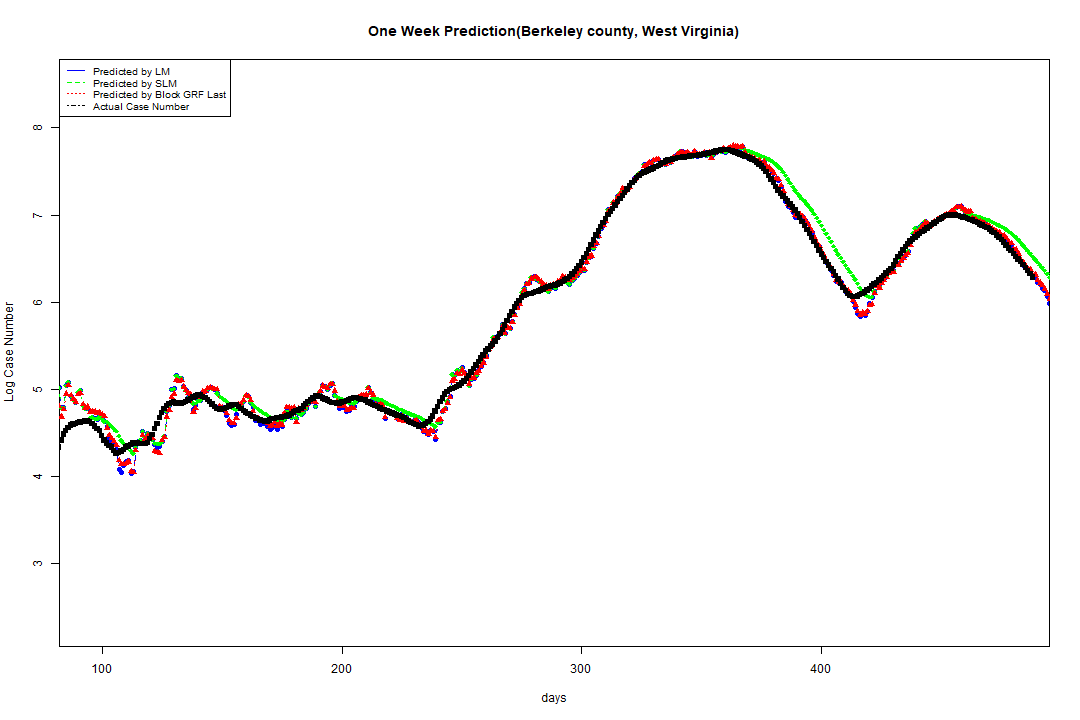 One Week Prediction(Berkeley county, West Virginia)
Predicted by LM
Predicted by SLM
Predicted by Block GRF Last
Actual Case Number
8
7
6
5
4
3
Log Case Number
100 200 300 400
days